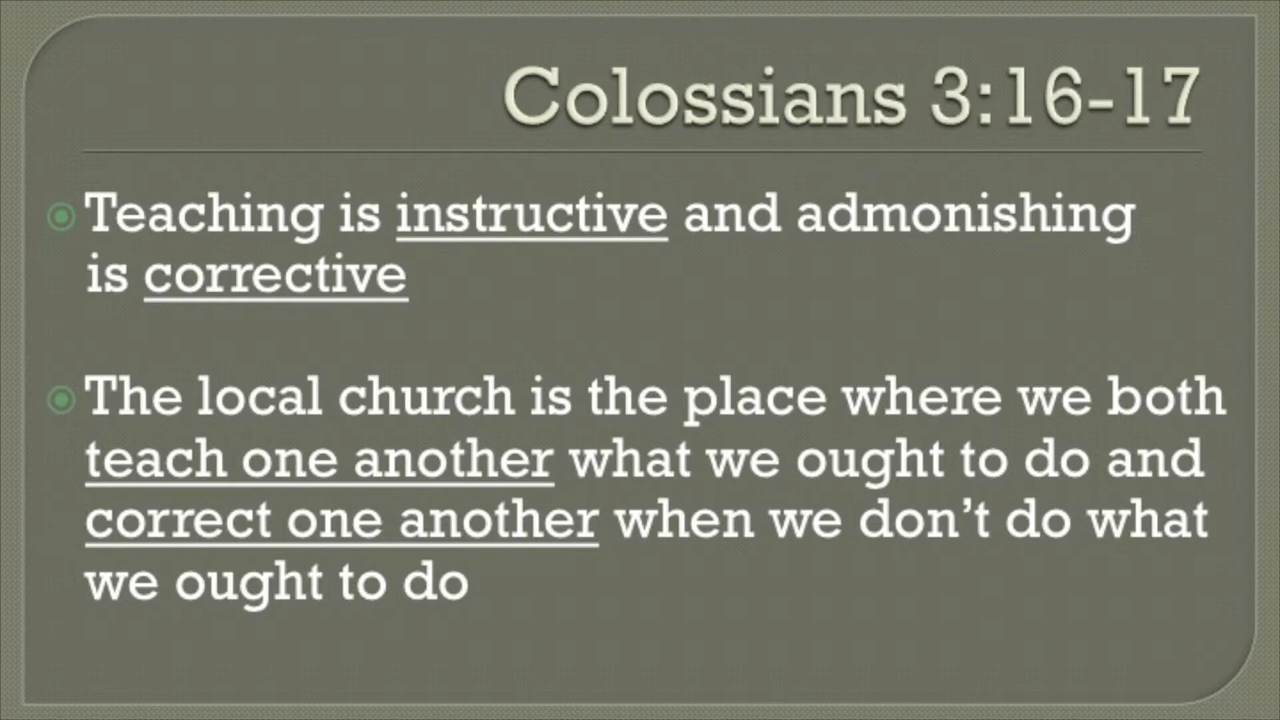 Colossians 3:16-17
Teaching is instructive and admonishing
is corrective
The local church is the place where we both
teach one another what we ought to do and
correct one another when we don’t do what
we ought to do